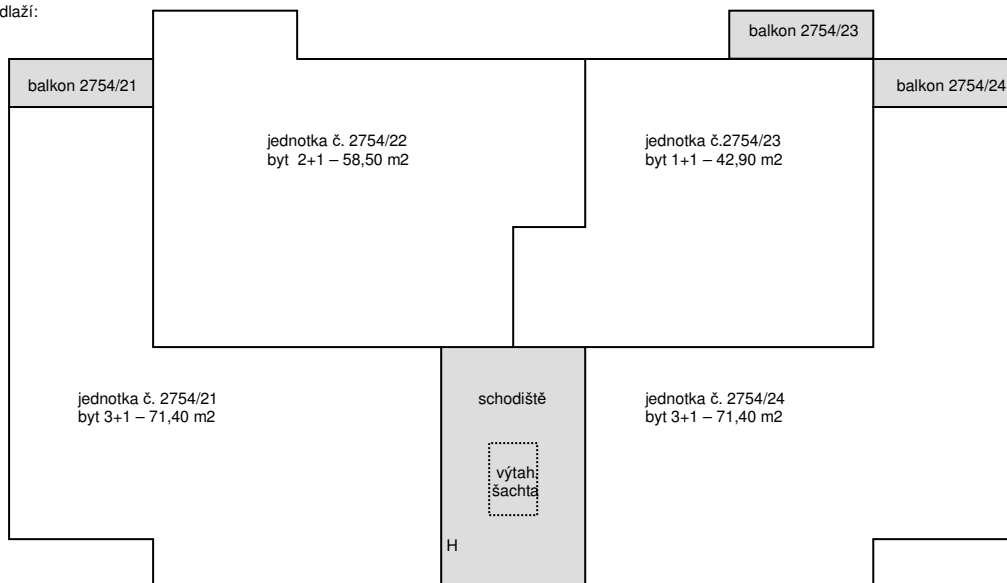 dlaží:
balkon 2754/23
balkon 2754/21
balkon 2754/24
jednotka č. 2754/22
byt 2+1 – 58,50 m2
jednotka č.2754/23
byt 1+1 – 42,90 m2
jednotka č. 2754/21
byt 3+1 – 71,40 m2
schodiště
jednotka č. 2754/24
byt 3+1 – 71,40 m2
výtah.
šachta
H